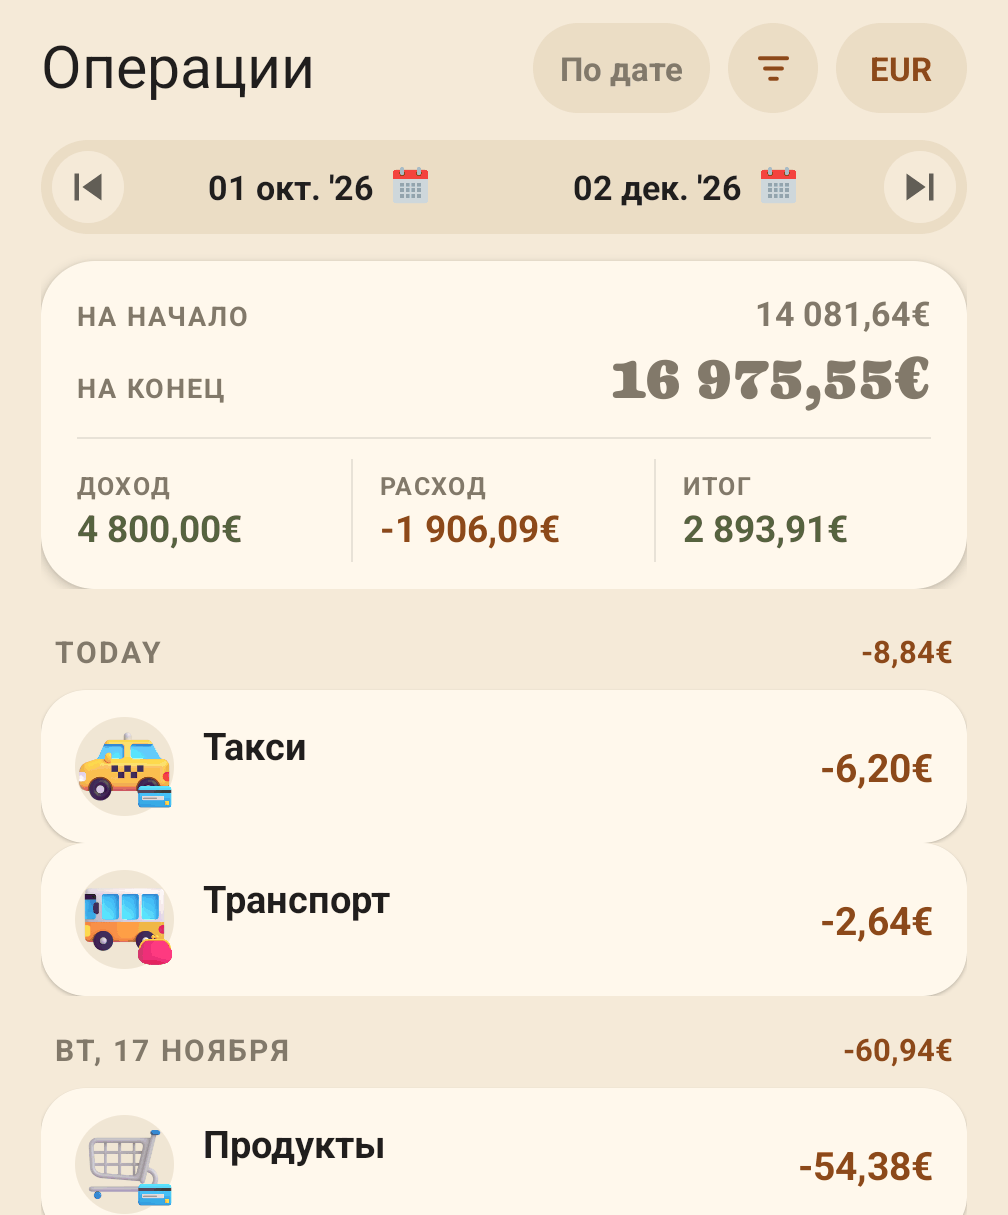 Операции
По дате
EUR
01 окт. '26
02 дек. '26
НА НАЧАЛО 14 081,64€
НА КОНЕЦ 16 975,55€
ДОХОД РАСХОД ИТОГ
4 800,00€ -1 906,09€ 2 893,91€
TODAY -8,84€
Такси -6,20€
Транспорт -2,64€
ВТ, 17 НОЯБРЯ -60,94€
Продукты -54,38€